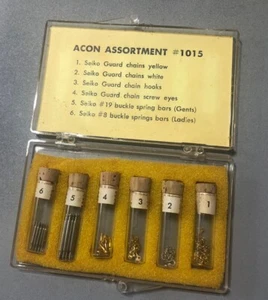 ACON ASSORTMENT #1015
1. Seiko Guard chains yellow
2. Seiko Guard chains white
3. Seiko Guard chain hooks
4. Seiko Guard chain screw eyes
5. Seiko #19 buckle spring bars (Gents)
6. Seiko #8 buckle springs bars (Ladies)
6
5
4
3
2
1